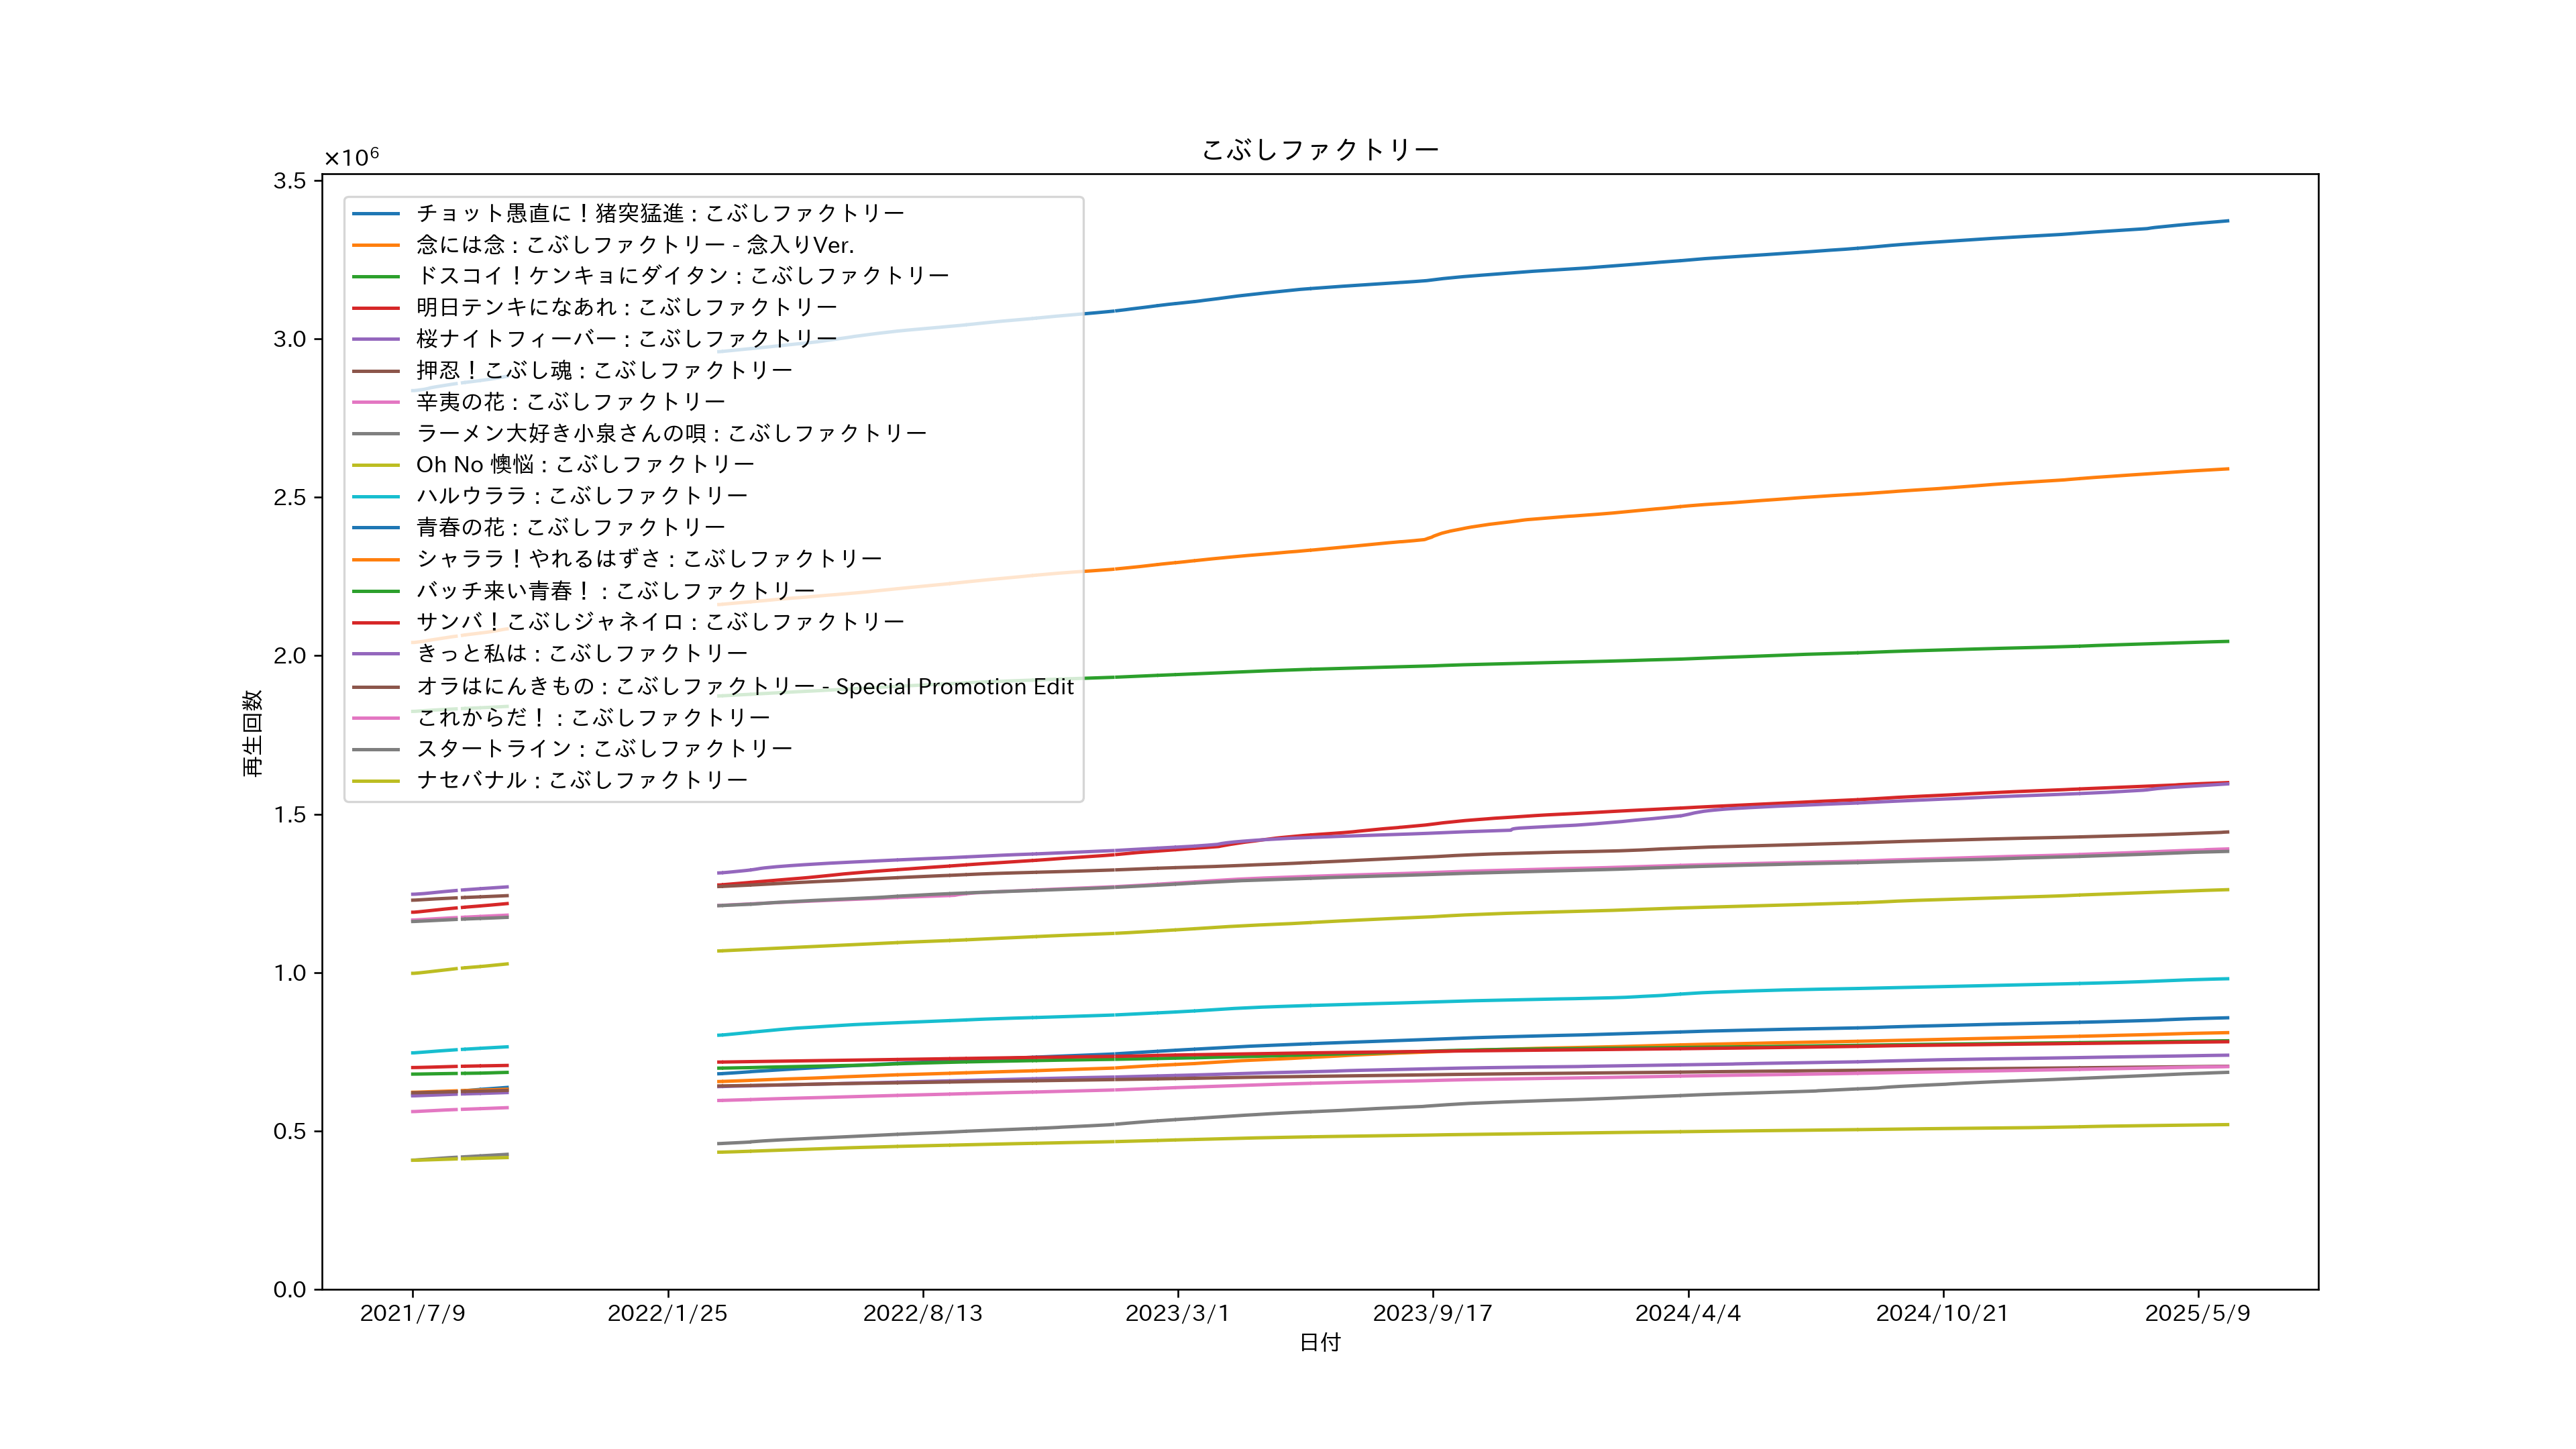 こぶしファクトリー
×10⁶
3.5
3.0
2.5
2.0
1.5
1.0
0.5
0.0
再生回数
チョット愚直に！猪突猛進 : こぶしファクトリー
念には念 : こぶしファクトリー - 念入りVer.
ドスコイ！ケンキョにダイタン : こぶしファクトリー
明日テンキになあれ : こぶしファクトリー
桜ナイトフィーバー : こぶしファクトリー
押忍！こぶし魂 : こぶしファクトリー
辛夷の花 : こぶしファクトリー
ラーメン大好き小泉さんの唄 : こぶしファクトリー
Oh No 懊悩 : こぶしファクトリー
ハルウララ : こぶしファクトリー
青春の花 : こぶしファクトリー
シャララ！やれるはずさ : こぶしファクトリー
バッチ来い青春！ : こぶしファクトリー
サンバ！こぶしジャネイロ : こぶしファクトリー
きっと私は : こぶしファクトリー
オラはにんきもの : こぶしファクトリー - Special Promotion Edit
これからだ！ : こぶしファクトリー
スタートライン : こぶしファクトリー
ナセバナル : こぶしファクトリー
2021/7/9 2022/1/25 2022/8/13 2023/3/1 2023/9/17 2024/4/4 2024/10/21 2025/5/9
日付